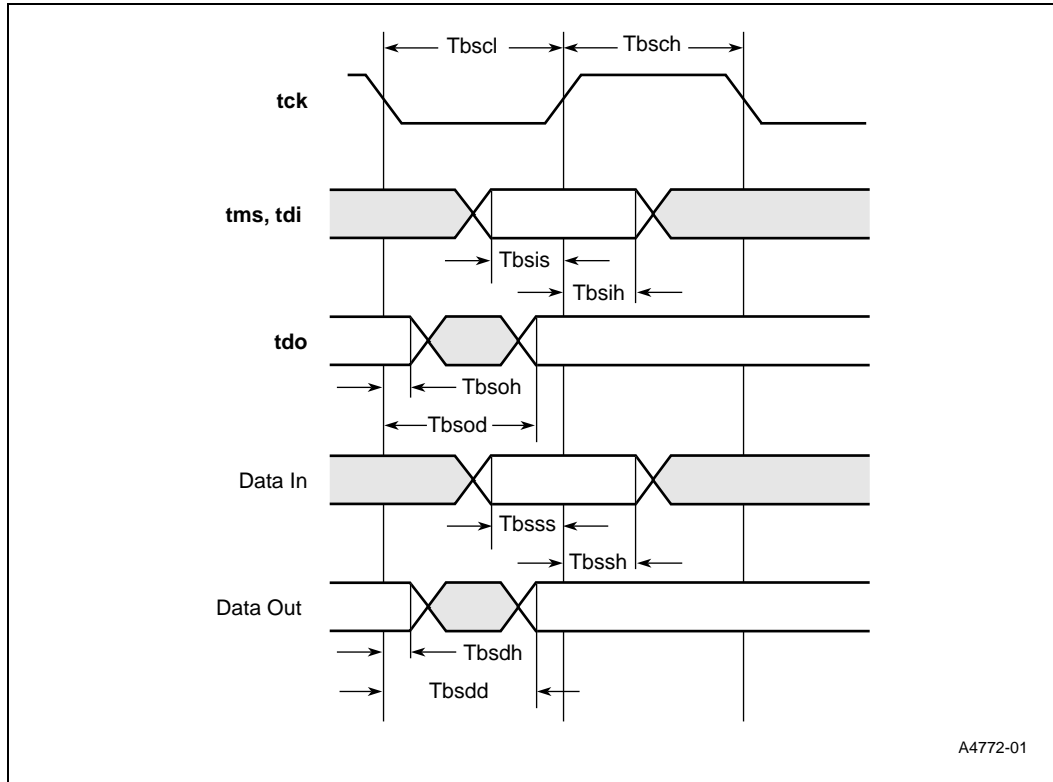 Tbscl
Tbsch
tck
tms, tdi
Tbsis
Tbsih
tdo
Tbsoh
Tbsod
Data In
Tbsss
Tbssh
Data Out
Tbsdh
Tbsdd
A4772-01